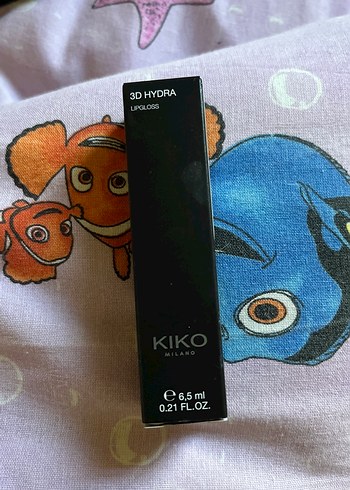 3D HYDRA
LIPGLOSS
KIKO
MILANO
℮ 6,5 ml
0.21 FL.OZ.